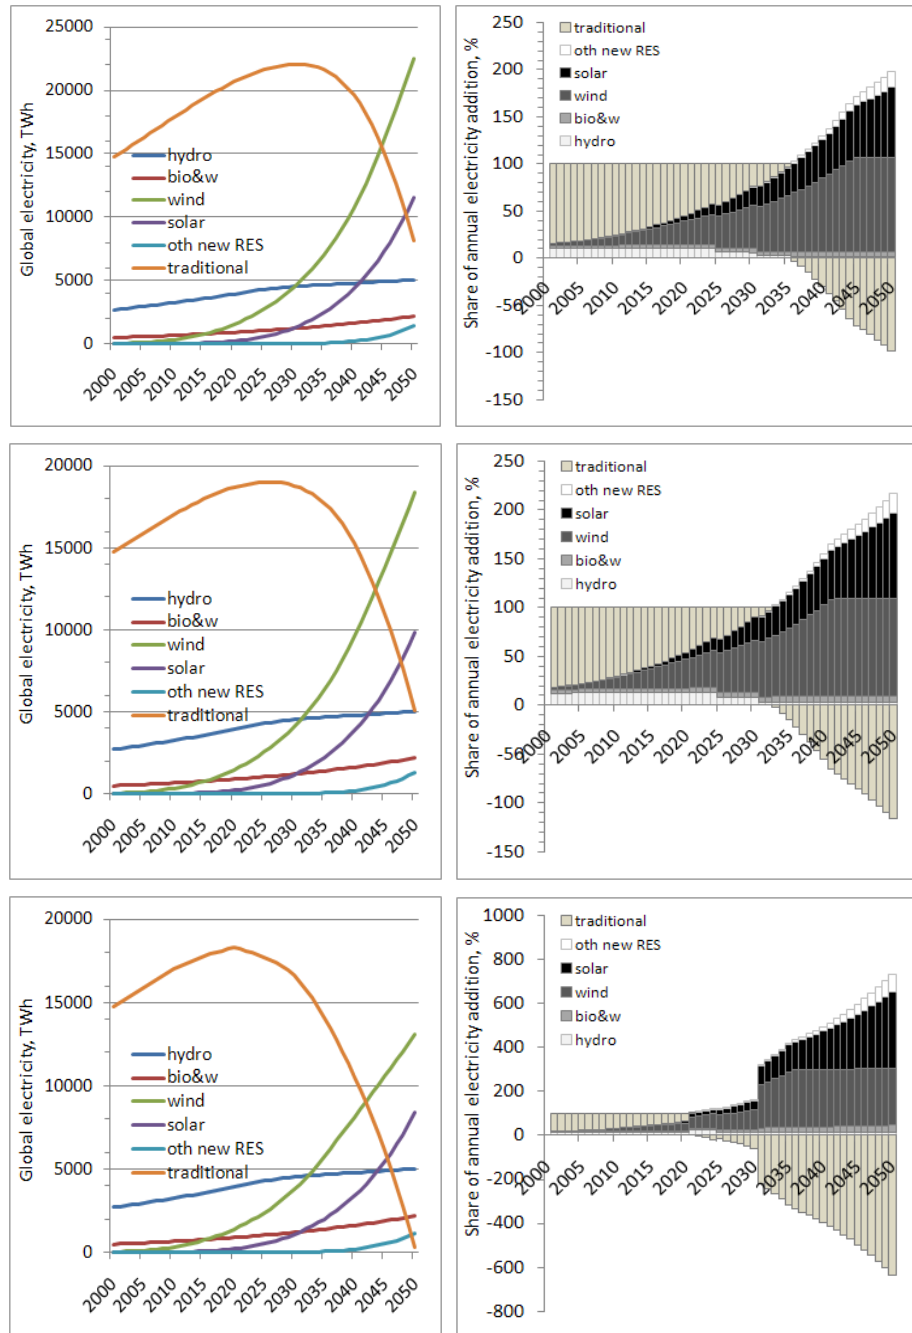 25000
20000
15000
10000
5000
0
Global electricity, TWh
hydro
bio&w
wind
solar
oth new RES
traditional
2000
2005
2010
2015
2020
2025
2030
2035
2040
2045
2050
250
200
150
100
50
0
-50
-100
-150
Share of annual electricity addition, %
traditional
oth new RES
solar
wind
bio&w
hydro
2000
2005
2010
2015
2020
2025
2030
2035
2040
2045
2050
20000
15000
10000
5000
0
Global electricity, TWh
hydro
bio&w
wind
solar
oth new RES
traditional
2000
2005
2010
2015
2020
2025
2030
2035
2040
2045
2050
250
200
150
100
50
0
-50
-100
-150
Share of annual electricity addition, %
traditional
oth new RES
solar
wind
bio&w
hydro
2000
2005
2010
2015
2020
2025
2030
2035
2040
2045
2050
20000
15000
10000
5000
0
Global electricity, TWh
hydro
bio&w
wind
solar
oth new RES
traditional
2000
2005
2010
2015
2020
2025
2030
2035
2040
2045
2050
1000
800
600
400
200
0
-200
-400
-600
-800
Share of annual electricity addition, %
traditional
oth new RES
solar
wind
bio&w
hydro
2000
2005
2010
2015
2020
2025
2030
2035
2040
2045
2050